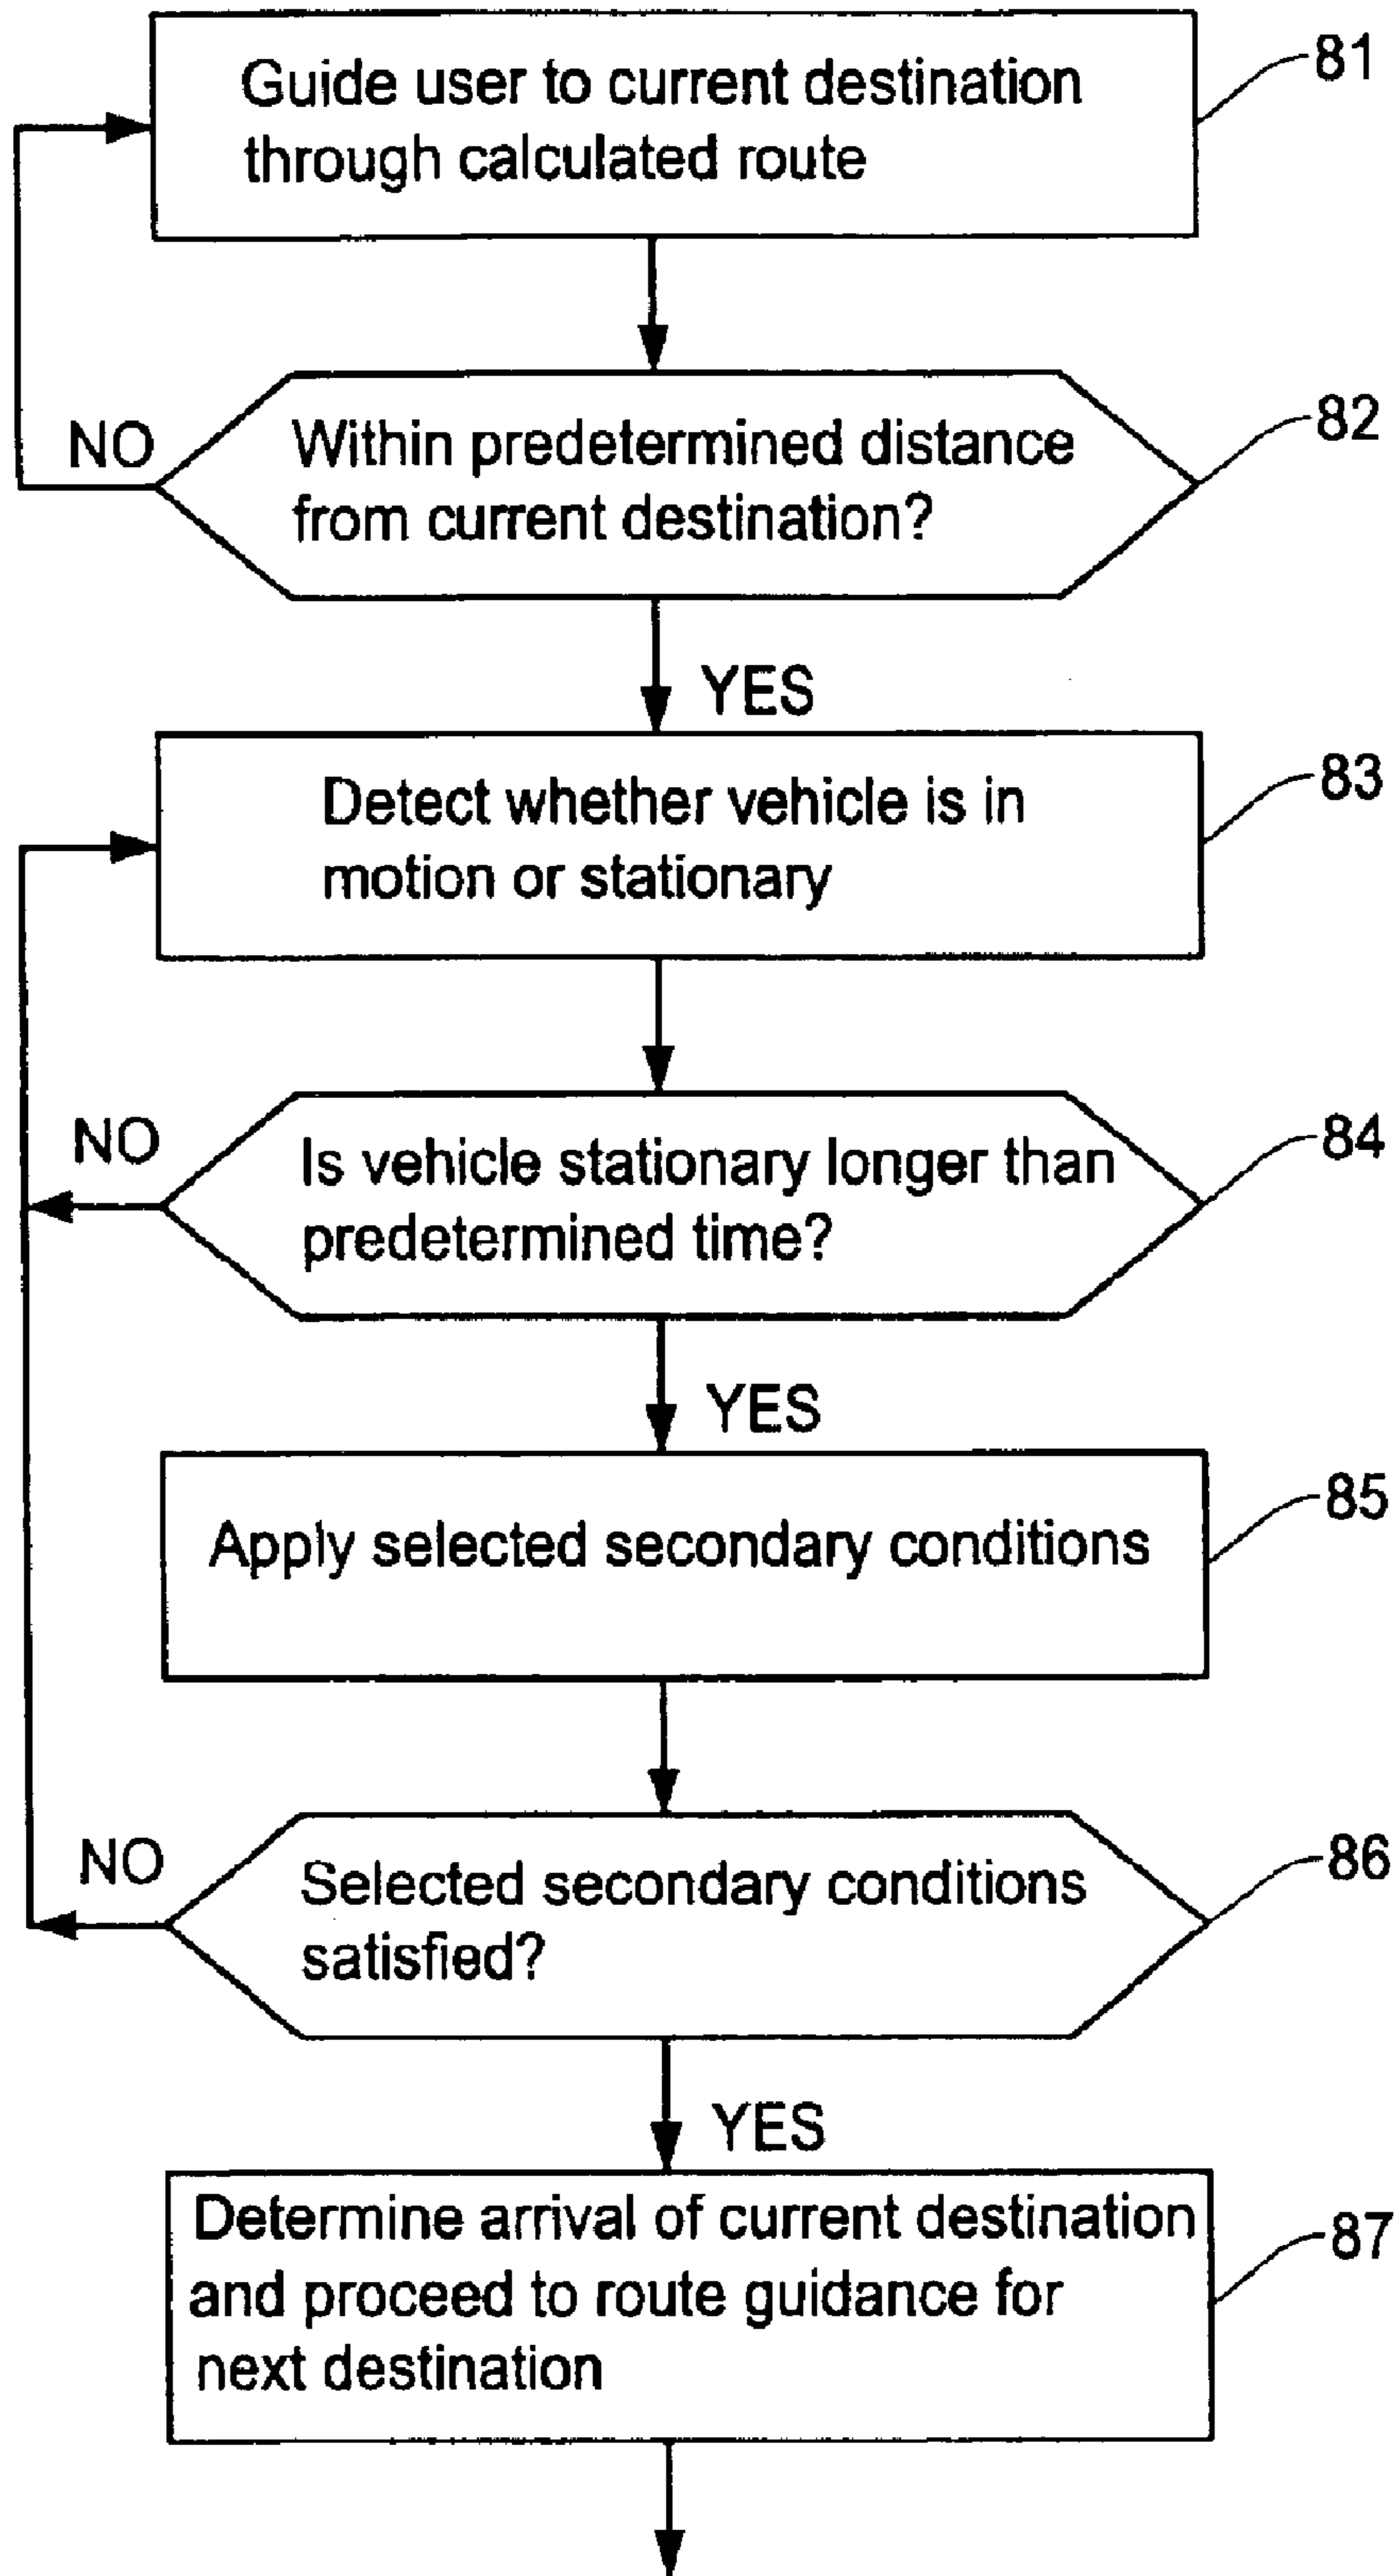 Guide user to current destination
through calculated route
81
Within predetermined distance
from current destination?
82
NO
YES
Detect whether vehicle is in
motion or stationary
83
Is vehicle stationary longer than
predetermined time?
84
NO
YES
Apply selected secondary conditions
85
Selected secondary conditions
satisfied?
86
NO
YES
Determine arrival of current destination
and proceed to route guidance for
next destination
87